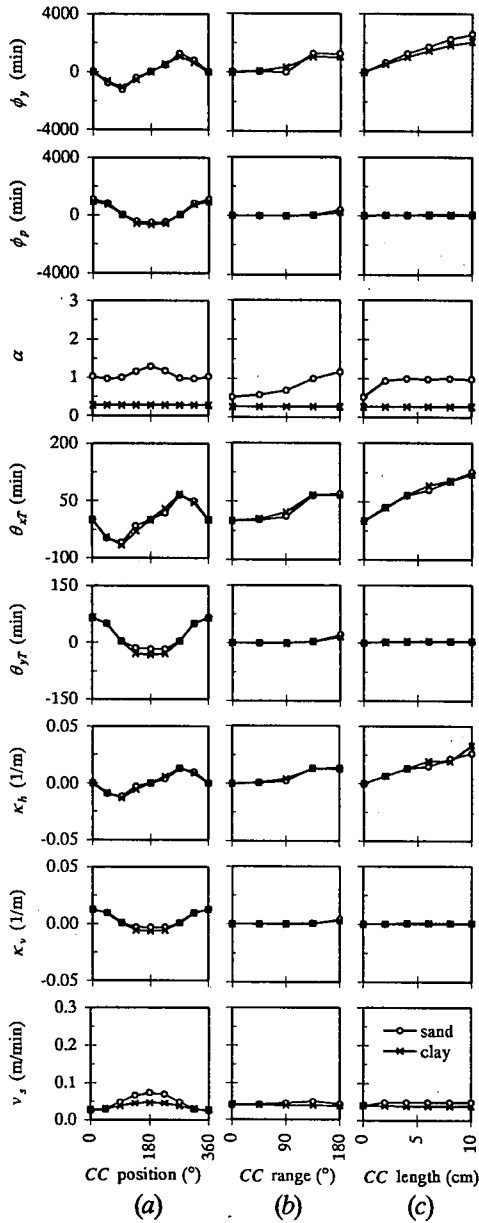 4000
0
-4000
ϕy (min)
4000
0
-4000
ϕp (min)
3
2
1
0
α
200
50
-100
θxT (min)
150
0
-150
θyT (min)
0.05
0.00
-0.05
κh (1/m)
0.05
0.00
-0.05
κv (1/m)
0.3
0.2
0.1
0.0
νs (m/min)
sand
clay
0 180 360 0 90 180 0 5 10
CC position (°) CC range (°) CC length (cm)
(a) (b) (c)